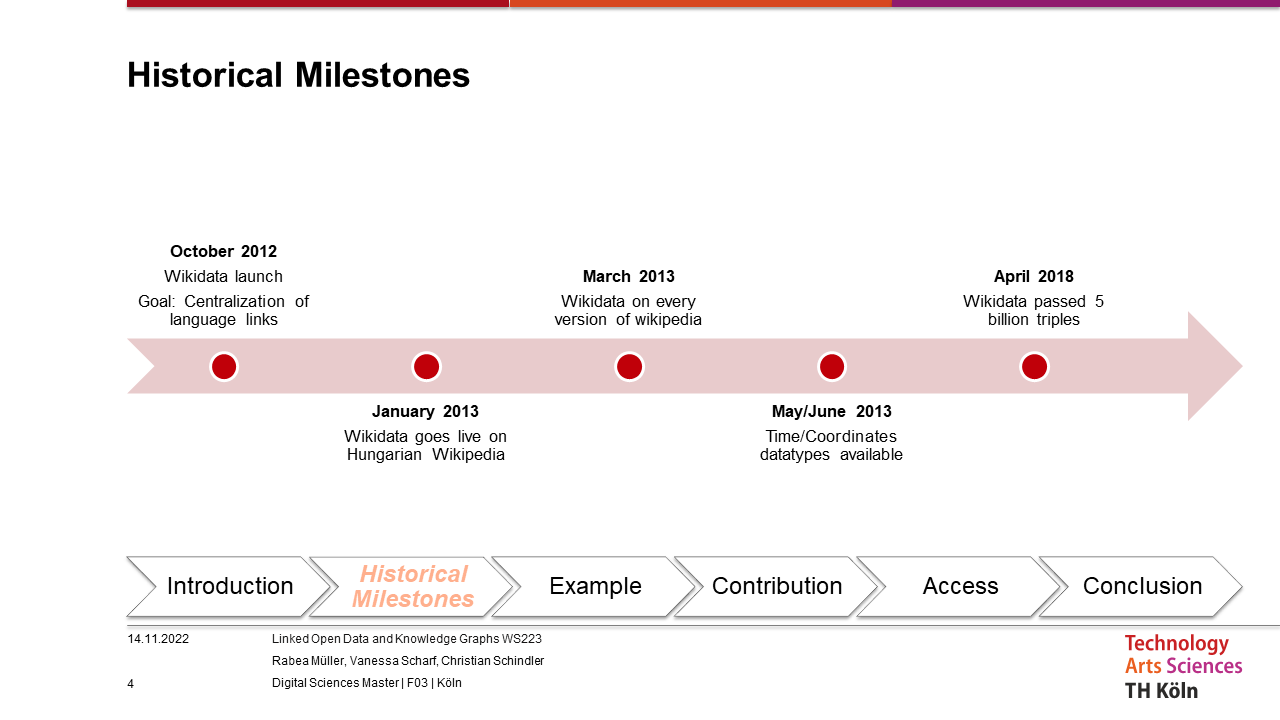 Historical Milestones
October 2012
Wikidata launch
Goal: Centralization of
language links
January 2013
Wikidata goes live on
Hungarian Wikipedia
March 2013
Wikidata on every
version of wikipedia
May/June 2013
Time/Coordinates
datatypes available
April 2018
Wikidata passed 5
billion triples
Introduction
Historical
Milestones
Example
Contribution
Access
Conclusion
14.11.2022
Linked Open Data and Knowledge Graphs WS223
Rabea Müller, Vanessa Scharf, Christian Schindler
4
Digital Sciences Master | F03 | Köln
Technology
Arts Sciences
TH Köln